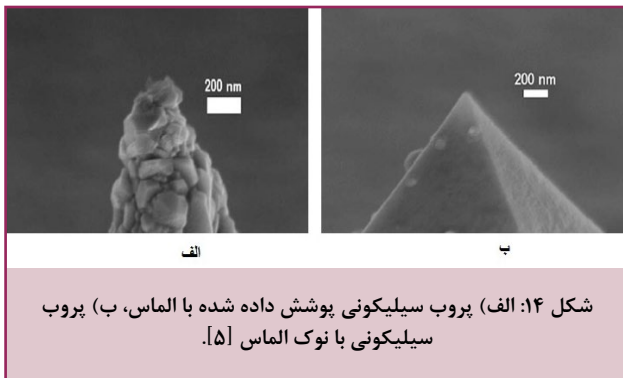 200 nm
200 nm
الف
ب
شکل ۱۴: الف) پروب سیلیکونی پوشش داده شده با الماس، ب) پروب
سیلیکونی با نوک الماس [۵].